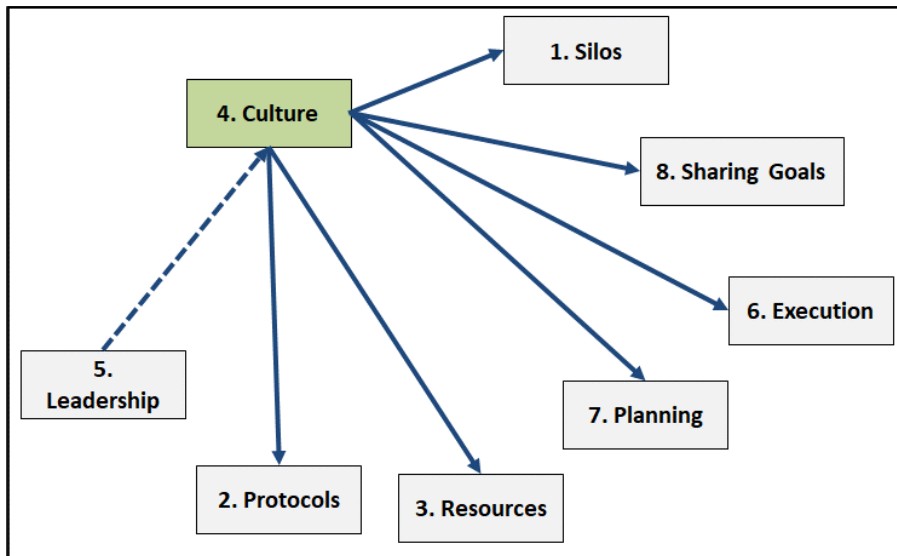 1. Silos
4. Culture
8. Sharing Goals
6. Execution
5.
Leadership
7. Planning
2. Protocols
3. Resources